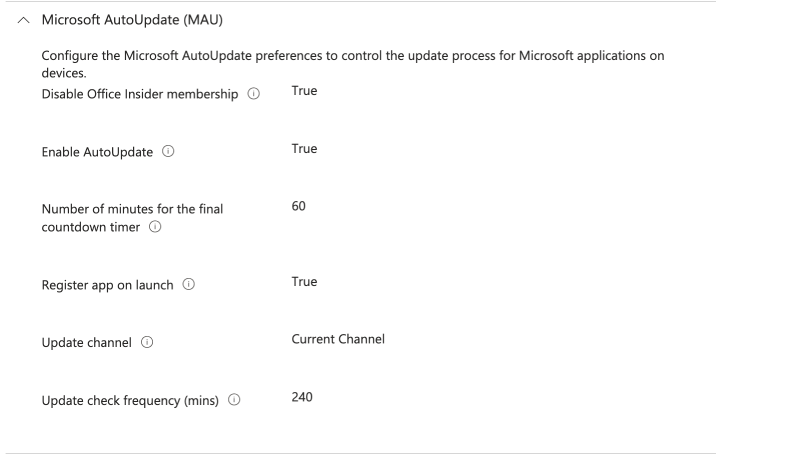 Microsoft AutoUpdate (MAU)
Configure the Microsoft AutoUpdate preferences to control the update process for Microsoft applications on
devices.
Disable Office Insider membership True
Enable AutoUpdate True
Number of minutes for the final
countdown timer 60
Register app on launch True
Update channel Current Channel
Update check frequency (mins) 240